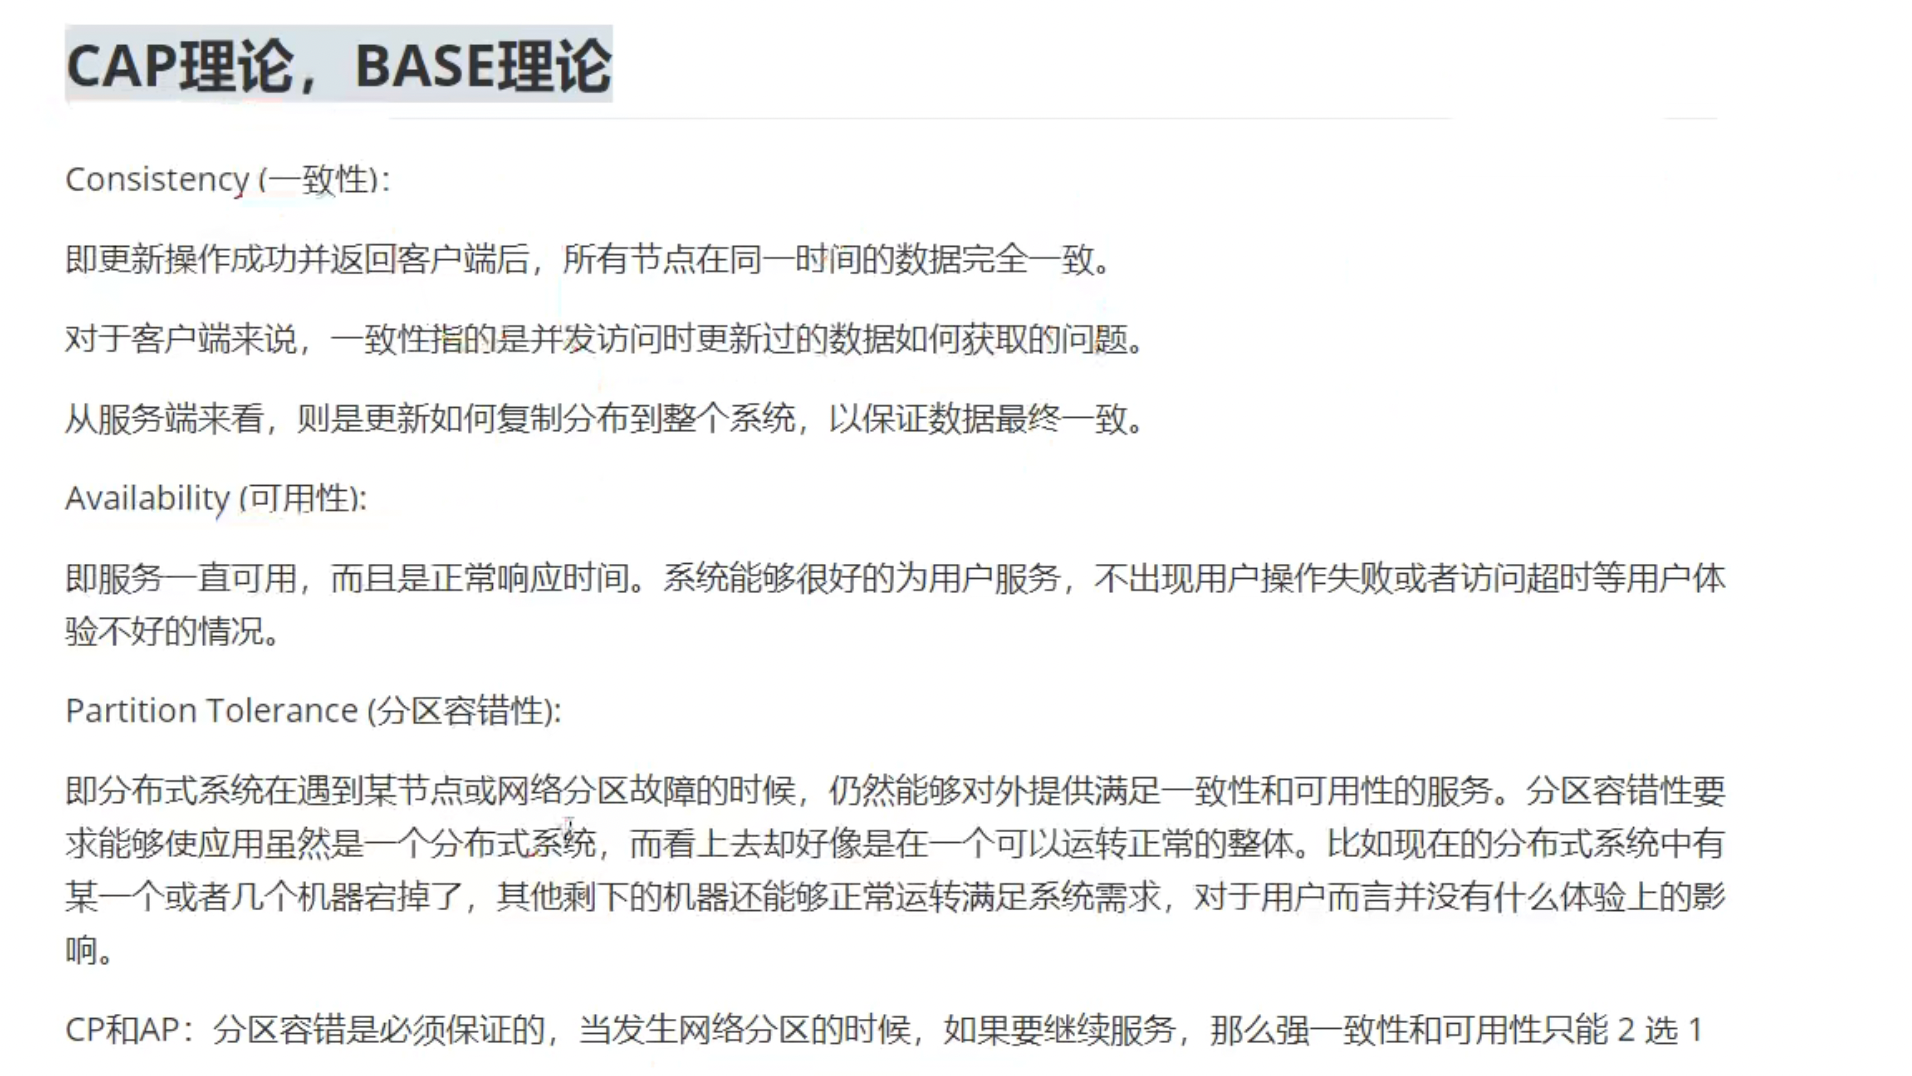 CAP理论，BASE理论
Consistency (一致性):
即更新操作成功并返回客户端后，所有节点在同一时间的数据完全一致。
对于客户端来说，一致性指的是并发访问时更新过的数据如何获取的问题。
从服务端来看，则是更新如何复制分布到整个系统，以保证数据最终一致。
Availability (可用性):
即服务一直可用，而且是正常响应时间。系统能够很好的为用户服务，不出现用户操作失败或者访问超时等用户体
验不好的情况。
Partition Tolerance (分区容错性):
即分布式系统在遇到某节点或网络分区故障的时候，仍然能够对外提供满足一致性和可用性的服务。分区容错性要
求能够使应用虽然是一个分布式系统，而看上去却好像是在一个可以运转正常的整体。比如现在的分布式系统中有
某一个或者几个机器宕掉了，其他剩下的机器还能够正常运转满足系统需求，对于用户而言并没有什么体验上的影
响。
CP和AP：分区容错是必须保证的，当发生网络分区的时候，如果要继续服务，那么强一致性和可用性只能 2 选 1